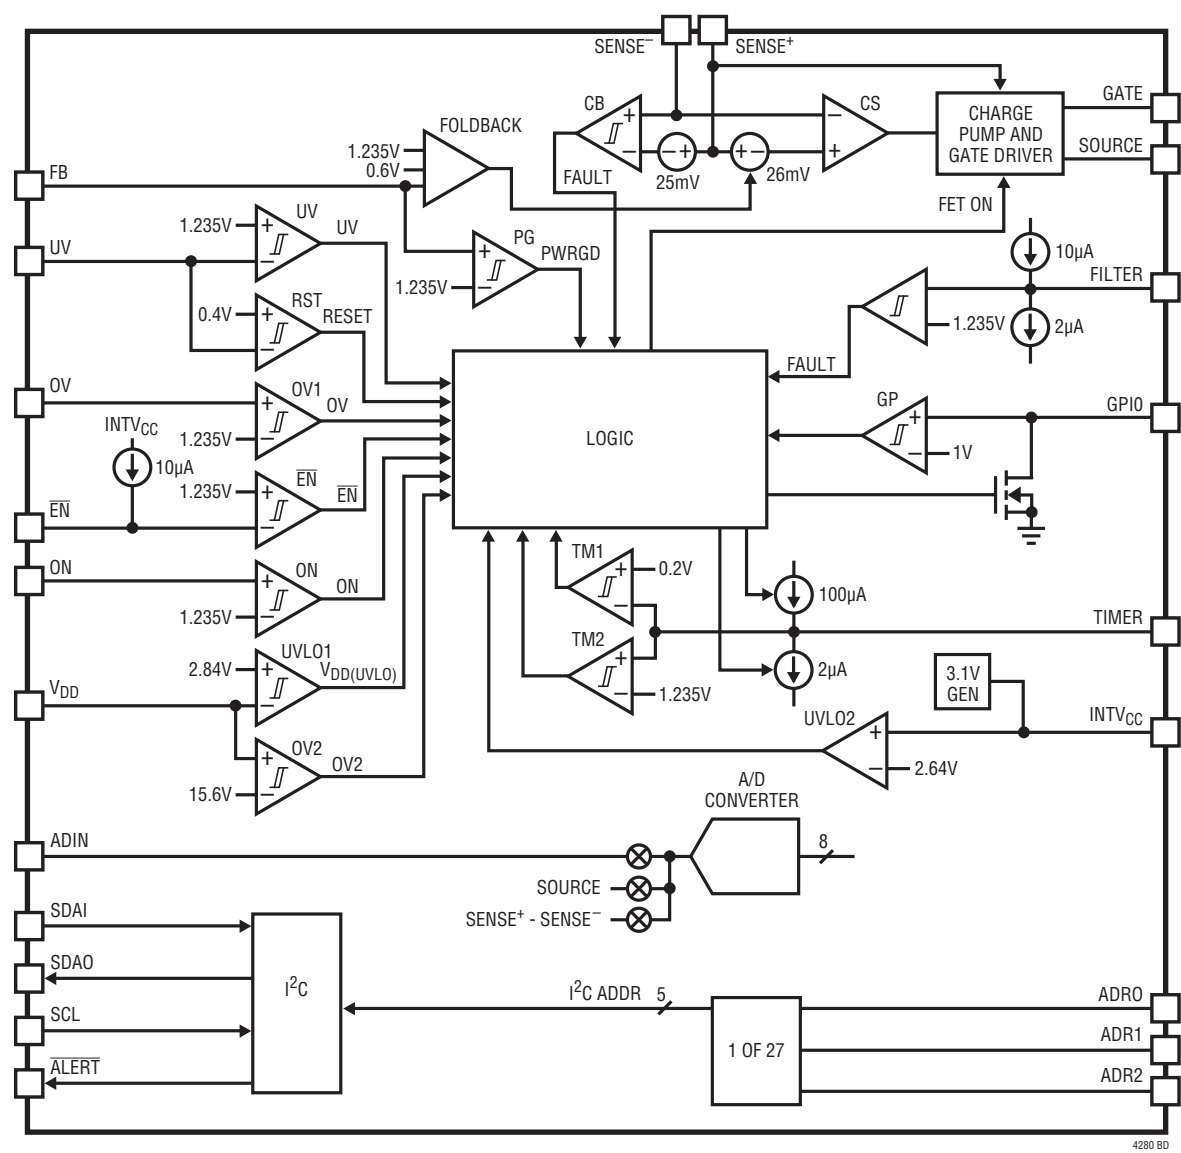 SENSE–
SENSE+
GATE
SOURCE
CHARGE
PUMP AND
GATE DRIVER
CB
+
–
CS
–
+
– +
25mV
+ –
26mV
FOLDBACK
1.235V
0.6V
FAULT
FET ON
FB
UV
1.235V
+
–
UV
UV
PG
PWRGD
+
1.235V
–
RST
0.4V
+
–
RESET
10µA
FILTER
1.235V
2µA
FAULT
OV
OV1
+
1.235V
–
OV
INTVCC
10µA
EN
1.235V
+
–
EN
EN
LOGIC
GP
+
–
1V
GPIO
ON
ON
+
1.235V
–
ON
TM1
+
–
0.2V
TM2
+
–
1.235V
100µA
2µA
TIMER
VDD
UVLO1
2.84V
+
–
VDD(UVLO)
OV2
+
15.6V
–
OV2
3.1V
GEN
INTVCC
UVLO2
+
–
2.64V
A/D
CONVERTER
8
ADIN
SOURCE
SENSE+ - SENSE–
SDAI
SDAO
SCL
ALERT
I2C
I2C ADDR
5
1 OF 27
ADR0
ADR1
ADR2
4280 BD